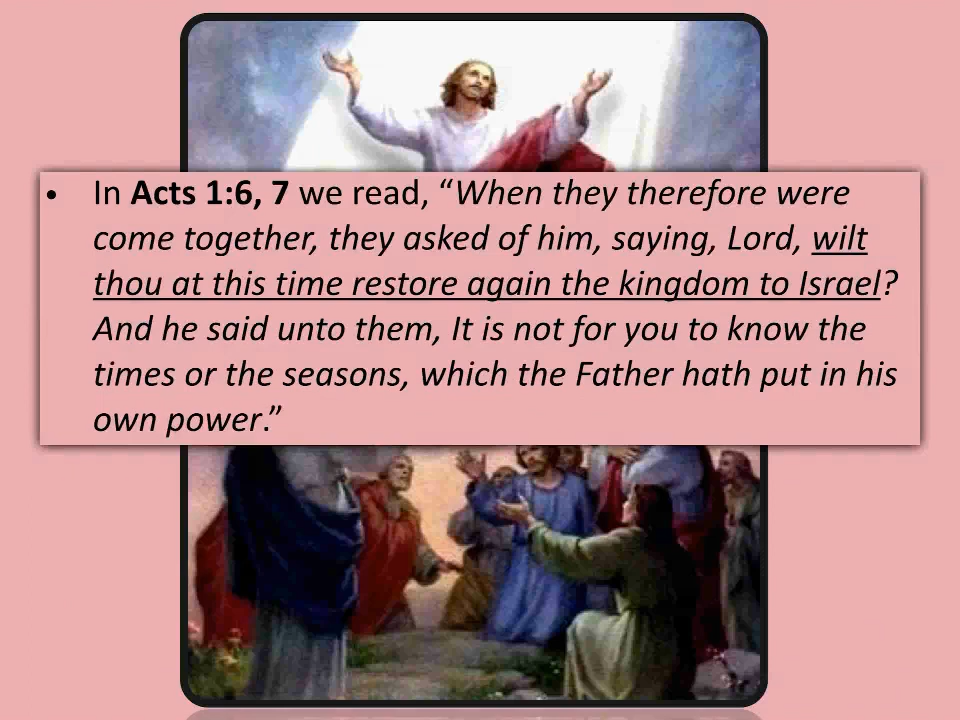 • In Acts 1:6, 7 we read, “When they therefore were
come together, they asked of him, saying, Lord, wilt
thou at this time restore again the kingdom to Israel?
And he said unto them, It is not for you to know the
times or the seasons, which the Father hath put in his
own power.”